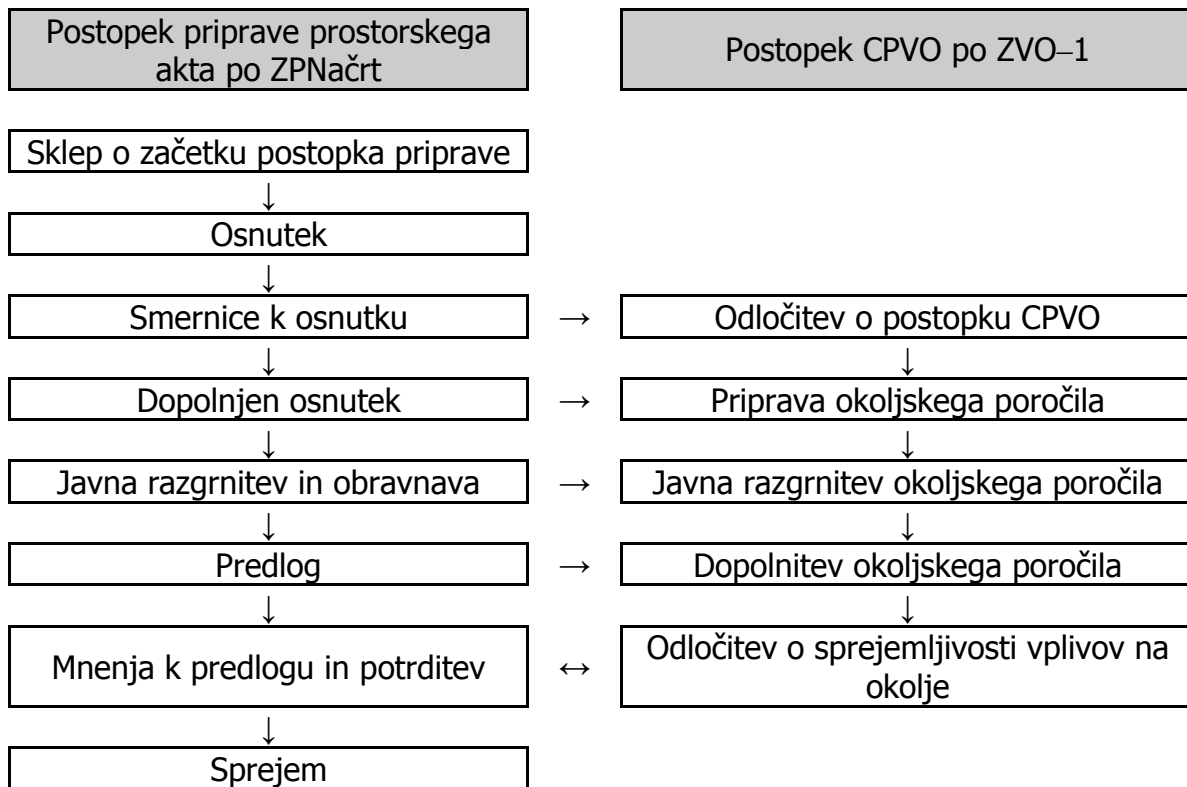 Postopek priprave prostorskega
akta po ZPNačrt
Postopek CPVO po ZVO–1
Sklep o začetku postopka priprave
↓
Osnutek
↓
Smernice k osnutku → Odločitev o postopku CPVO
↓ ↓
Dopolnjen osnutek → Priprava okoljskega poročila
↓ ↓
Javna razgrnitev in obravnava → Javna razgrnitev okoljskega poročila
↓ ↓
Predlog → Dopolnitev okoljskega poročila
↓ ↓
Mnenja k predlogu in potrditev ↔ Odločitev o sprejemljivosti vplivov na
okolje
↓
Sprejem